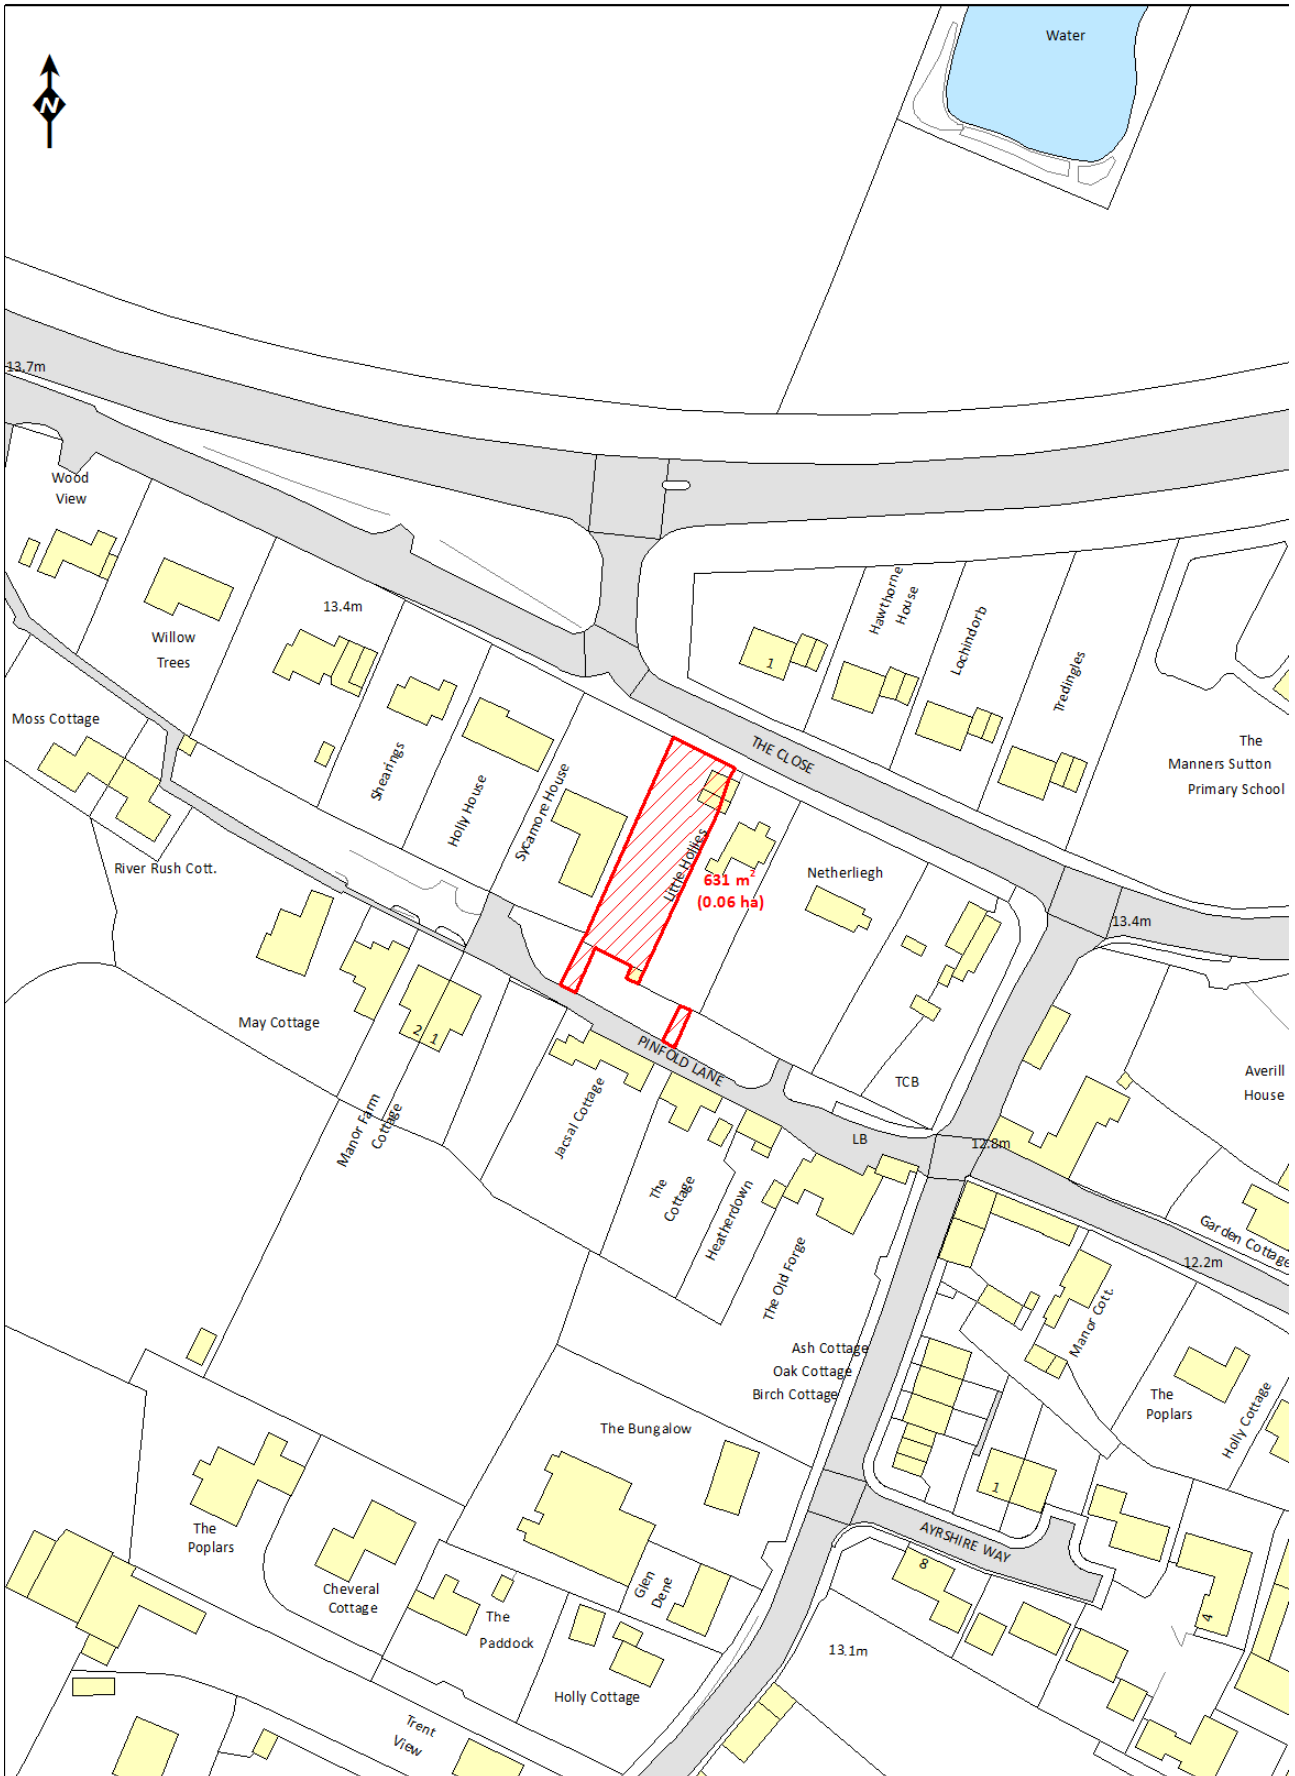 Water
N
13.7m
Wood
View
Willow
Trees
13.4m
Hawthorne
House
Lochindorb
Tredingles
1
Moss Cottage
Shearings
Holly House
Sycamore House
THE CLOSE
The
Manners Sutton
Primary School
River Rush Cott.
Little Hollies
631 m²
(0.06 ha)
Netherliegh
13.4m
May Cottage
2 1
PINFOLD LANE
TCB
Averill
House
Manor Farm
Cottage
Jacsal Cottage
LB
12.8m
The
Cottage
Heatherdown
The Old Forge
Garden Cottage
12.2m
Manor Cott.
Ash Cottage
Oak Cottage
Birch Cottage
The
Poplars
Holly Cottage
The Bungalow
1
The
Poplars
AYRSHIRE WAY
8
Cheveral
Cottage
Glen
Dene
The
Paddock
4
13.1m
Holly Cottage
Trent
View